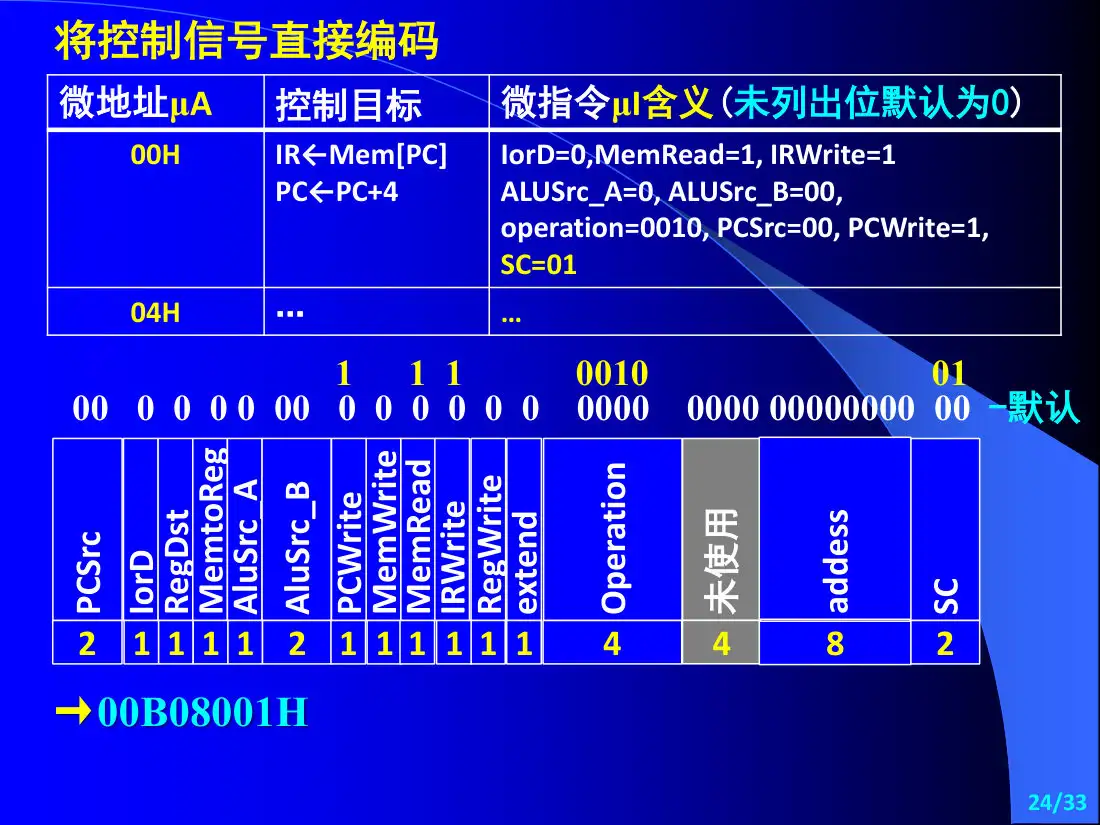 将控制信号直接编码
微地址μA 控制目标 微指令μI含义(未列出位默认为0)
00H IR←Mem[PC] IorD=0,MemRead=1, IRWrite=1
PC←PC+4 ALUSrc_A=0, ALUSrc_B=00,
operation=0010, PCSrc=00, PCWrite=1,
SC=01
04H … …
1 1 1 0010 01
00 0 0 0 0 00 0 0 0 0 0 0 0000 0000 00000000 00 -默认
PCSrc IorD RegDst MemtoReg AluSrc_A AluSrc_B PCWrite MemWrite MemRead IRWrite RegWrite extend Operation 未使用 addess SC
2 1 1 1 1 2 1 1 1 1 1 1 4 4 8 2
→00B08001H
24/33